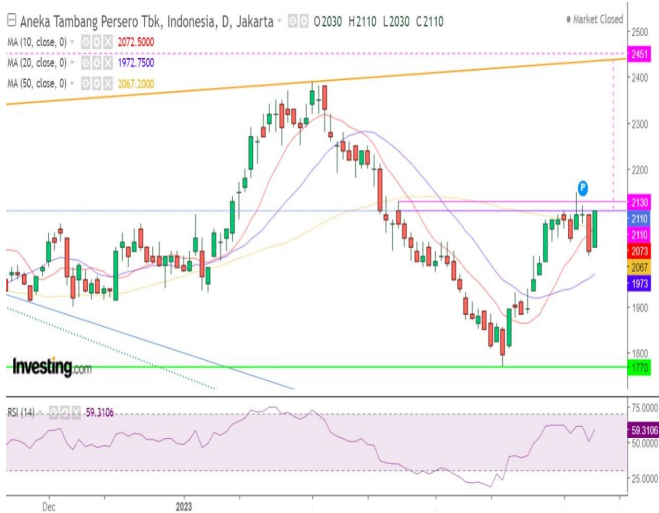 Aneka Tambang Persero Tbk, Indonesia, D, Jakarta O2030 H2110 L2030 C2110
Market Closed
MA (10, close, 0) 2072.5000
MA (20, close, 0) 1972.7500
MA (50, close, 0) 2067.2000
2500
2451
2400
2300
2200
P
2130
2110
2110
2073
2067
1973
1900
1800
1770
Investing.com
RSI (14) 59.3106
75.0000
59.3106
50.0000
25.0000
Dec 2023